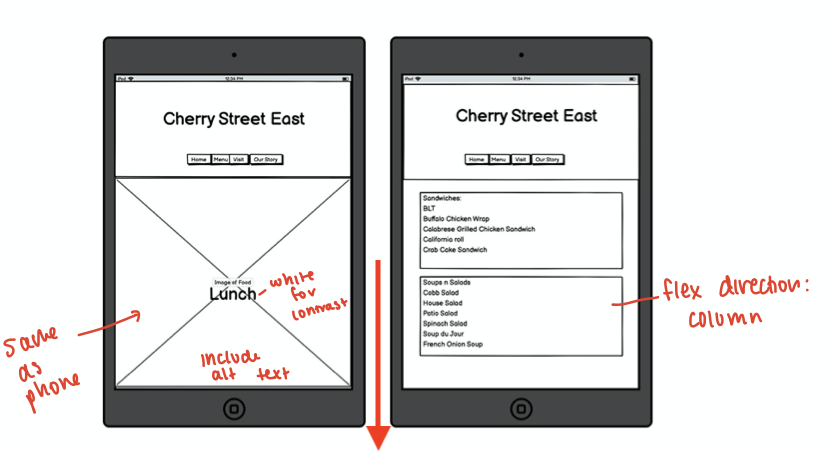 iPod 12:34 PM
Cherry Street East
Home Menu Visit Our Story
Image of Food
Lunch
white
for
contrast
same
as
phone
include
alt text
iPod 12:34 PM
Cherry Street East
Home Menu Visit Our Story
Sandwiches:
BLT
Buffalo Chicken Wrap
Calabrese Grilled Chicken Sandwich
California roll
Crab Cake Sandwich
Soups n Salads
Cobb Salad
House Salad
Patio Salad
Spinach Salad
Soup du Jour
French Onion Soup
flex direction:
column